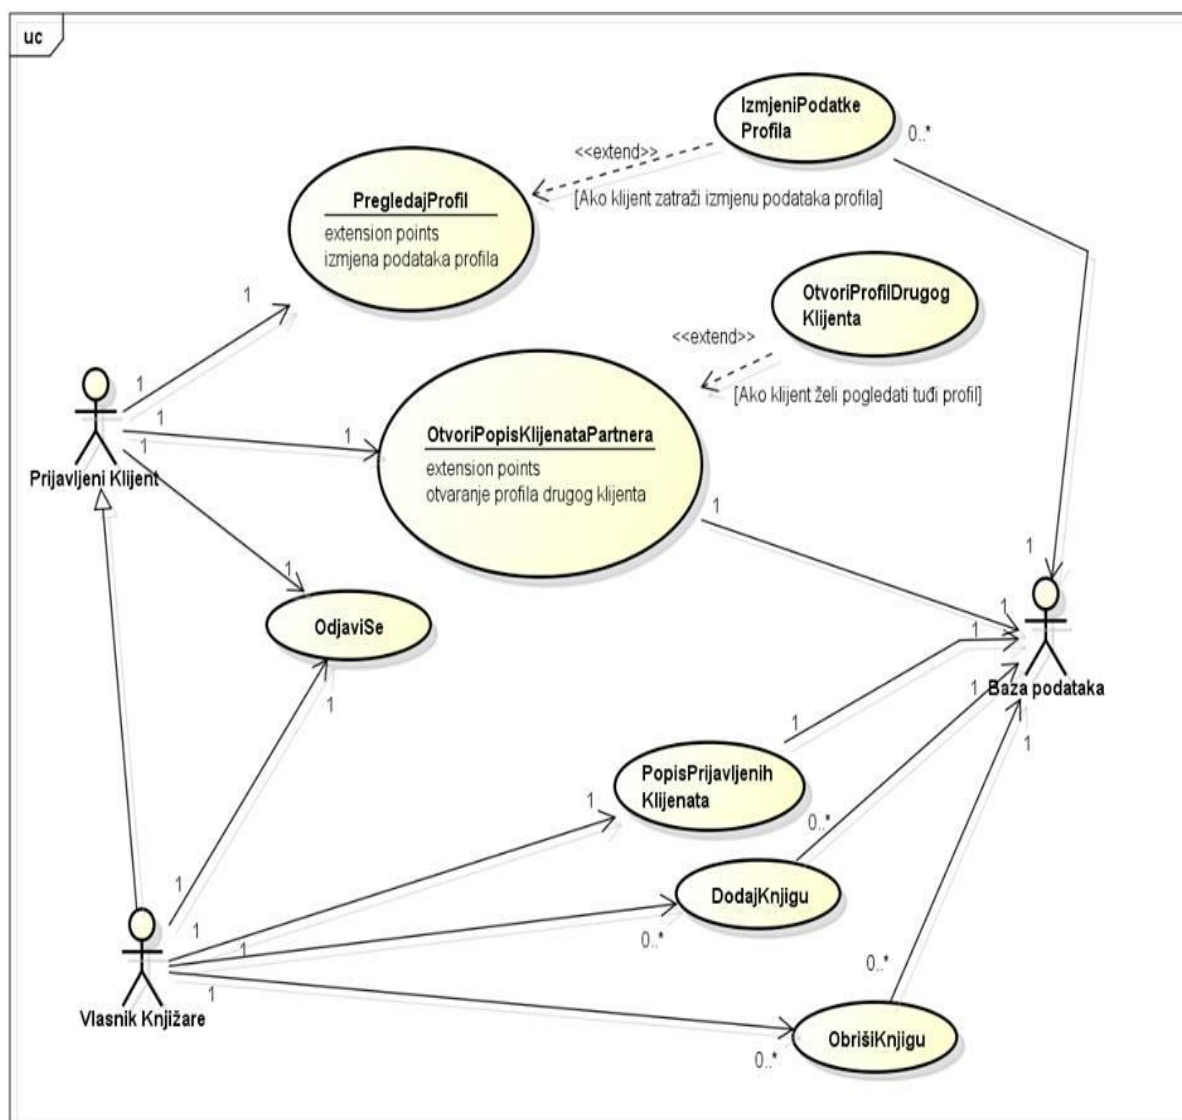 uc
IzmjeniPodatke
Profila
0..*
<<extend>>
[Ako klijent zatraži izmjenu podataka profila]
PregledajProfil
extension points
izmjena podataka profila
OtvoriProfilDrugog
Klijenta
<<extend>>
[Ako klijent želi pogledati tuđi profil]
1
1
1
1
1
Prijavljeni Klijent
OtvoriPopisKlijenataPartnera
extension points
otvaranje profila drugog klijenta
1
1
1
1
1
OdjaviSe
Baza podataka
1
1
1
1
PopisPrijavljenih
Klijenata
1
0..*
DodajKnjigu
1
1
1
0..*
1
0..*
Vlasnik Knjižare
ObrišiKnjigu
0..*